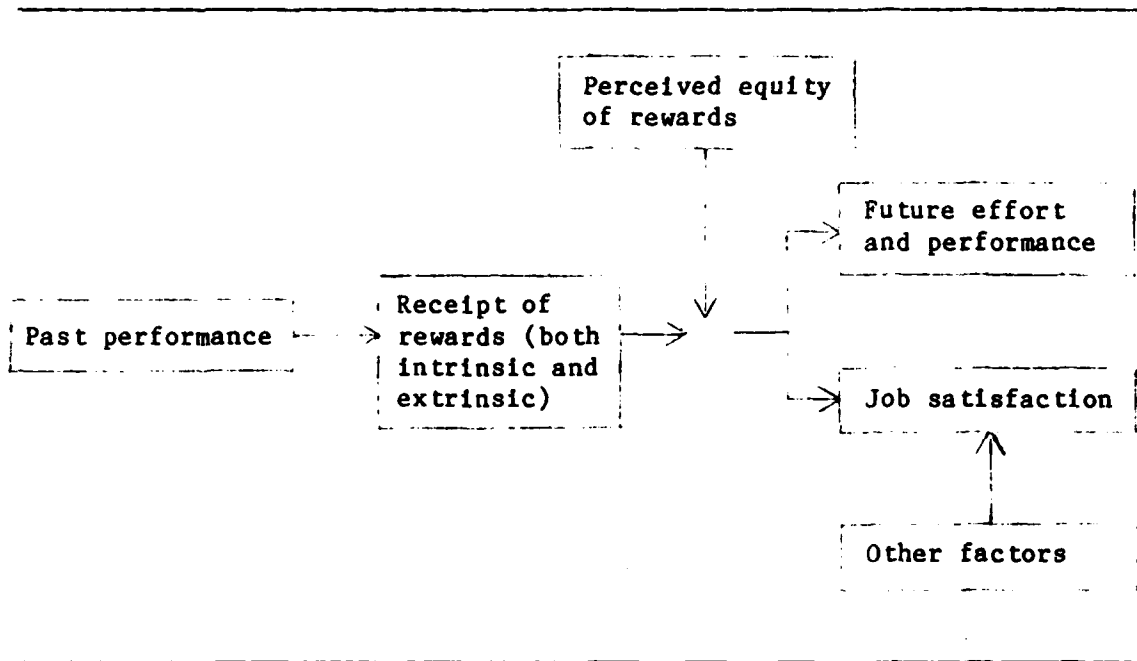 Perceived equity
of rewards
Future effort
and performance
Past performance
Receipt of
rewards (both
intrinsic and
extrinsic)
Job satisfaction
Other factors